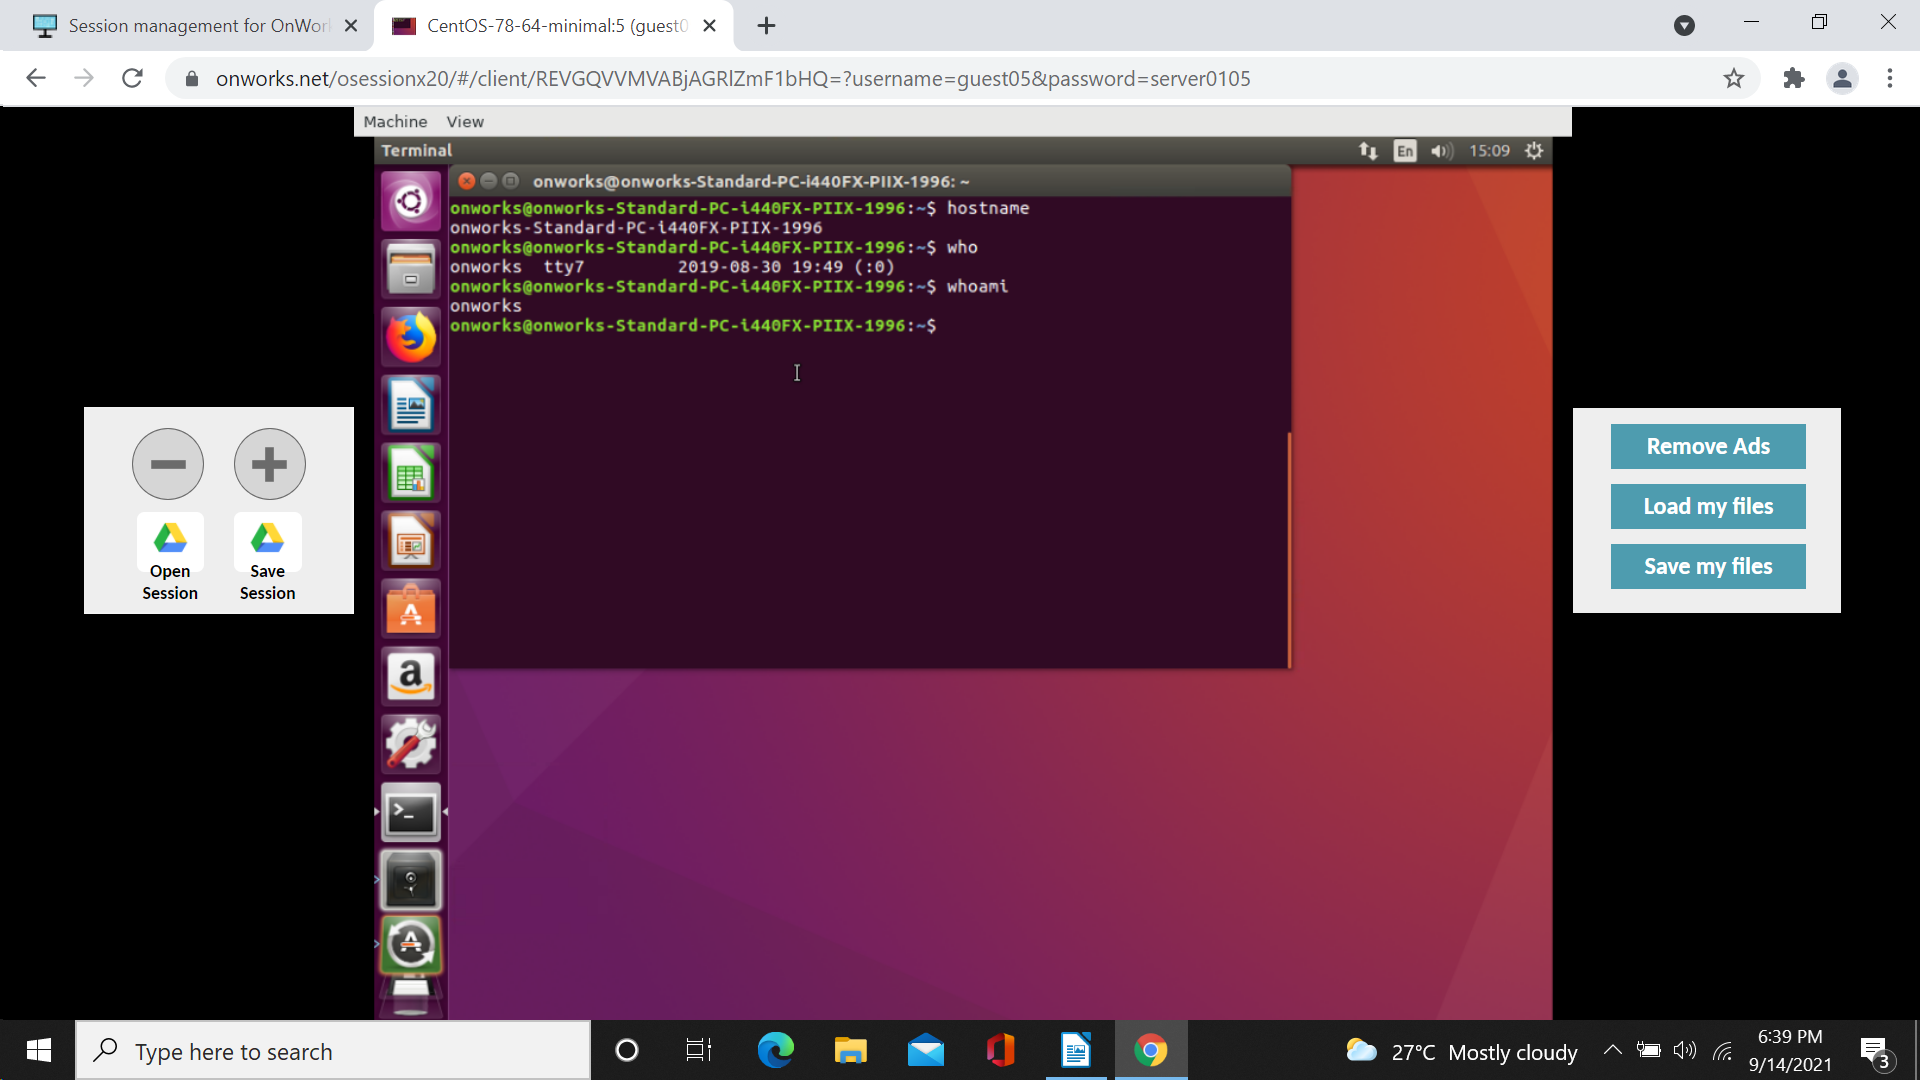 Session management for OnWor
CentOS-78-64-minimal:5 (guest0
onworks.net/osessionx20/#/client/REVGQVVMVABjAGRlZmF1bHQ=?username=guest05&password=server0105
Machine View
Terminal
En
15:09
onworks@onworks-Standard-PC-i440FX-PIIX-1996: ~
onworks@onworks-Standard-PC-i440FX-PIIX-1996:~$ hostname
onworks-Standard-PC-i440FX-PIIX-1996
onworks@onworks-Standard-PC-i440FX-PIIX-1996:~$ who
onworks  tty7         2019-08-30 19:49 (:0)
onworks@onworks-Standard-PC-i440FX-PIIX-1996:~$ whoami
onworks
onworks@onworks-Standard-PC-i440FX-PIIX-1996:~$
Open
Session
Save
Session
Remove Ads
Load my files
Save my files
Type here to search
27°C Mostly cloudy
6:39 PM
9/14/2021
3